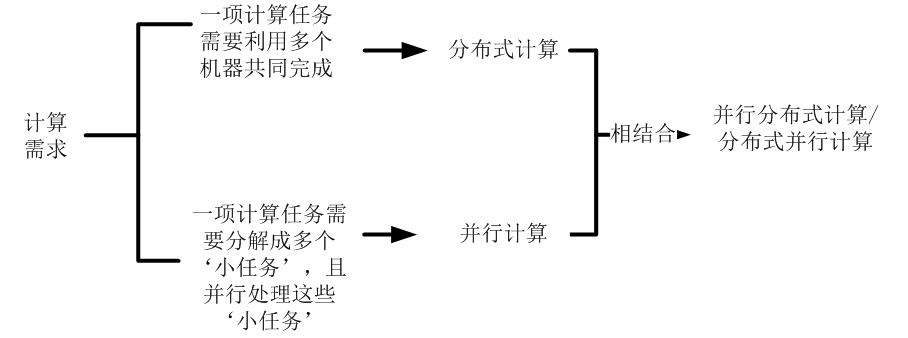 计算
需求
一项计算任务
需要利用多个
机器共同完成
分布式计算
一项计算任务需
要分解成多个
‘小任务’，且
并行处理这些
‘小任务’
并行计算
相结合
并行分布式计算/
分布式并行计算